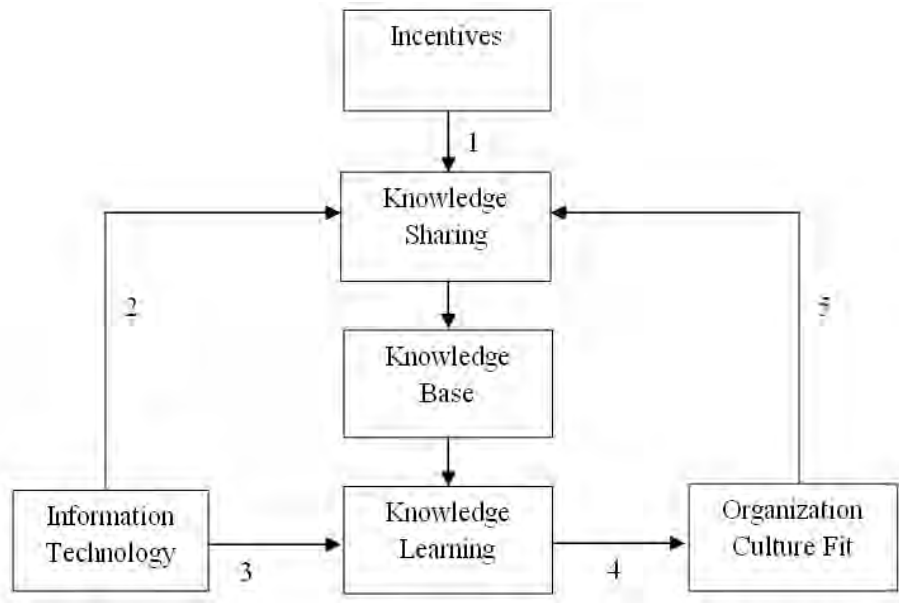 Incentives
1
Knowledge
Sharing
2
5
Knowledge
Base
Information
Technology
3
Knowledge
Learning
4
Organization
Culture Fit